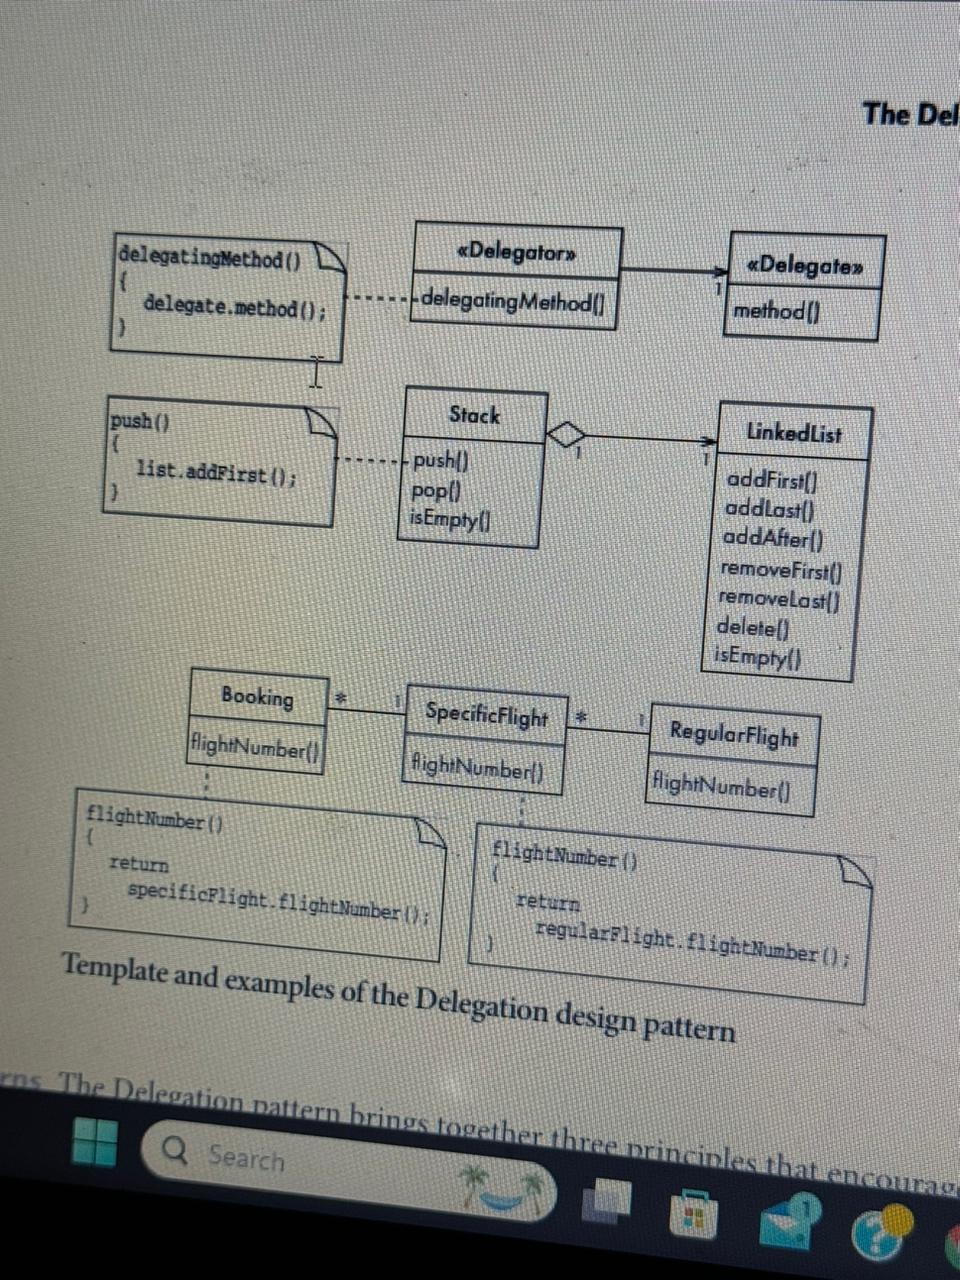 The Del
delegatingMethod()
{
delegate.method();
}
«Delegator»
delegatingMethod()
1
«Delegate»
method()
push()
{
list.addFirst();
}
Stack
push()
pop()
isEmpty()
1
1
LinkedList
addFirst()
addLast()
addAfter()
removeFirst()
removeLast()
delete()
isEmpty()
Booking
flightNumber()
*
1
SpecificFlight
flightNumber()
*
1
RegularFlight
flightNumber()
flightNumber()
{
return
specificFlight.flightNumber();
}
flightNumber()
{
return
regularFlight.flightNumber();
}
Template and examples of the Delegation design pattern
rns The Delegation pattern brings together three principles that encourag
Search
1